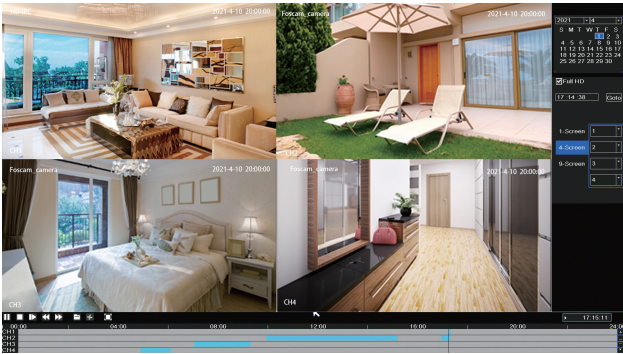 2021-4-10 20:00:00
CH1
Foscam_camera
2021-4-10 20:00:00
Foscam_camera
2021-4-10 20:00:00
CH3
Foscam_camera
2021-4-10 20:00:00
CH4
2021 4
S M T W T F S
1 2 3
4 5 6 7 8 9 10
11 12 13 14 15 16 17
18 19 20 21 22 23 24
25 26 27 28 29 30
Full HD
17 :14 :38 Goto
1-Screen 1
4-Screen 2
9-Screen 3
4
17:15:11
00:00 04:00 08:00 12:00 16:00 20:00
CH1
CH2
CH3
CH4